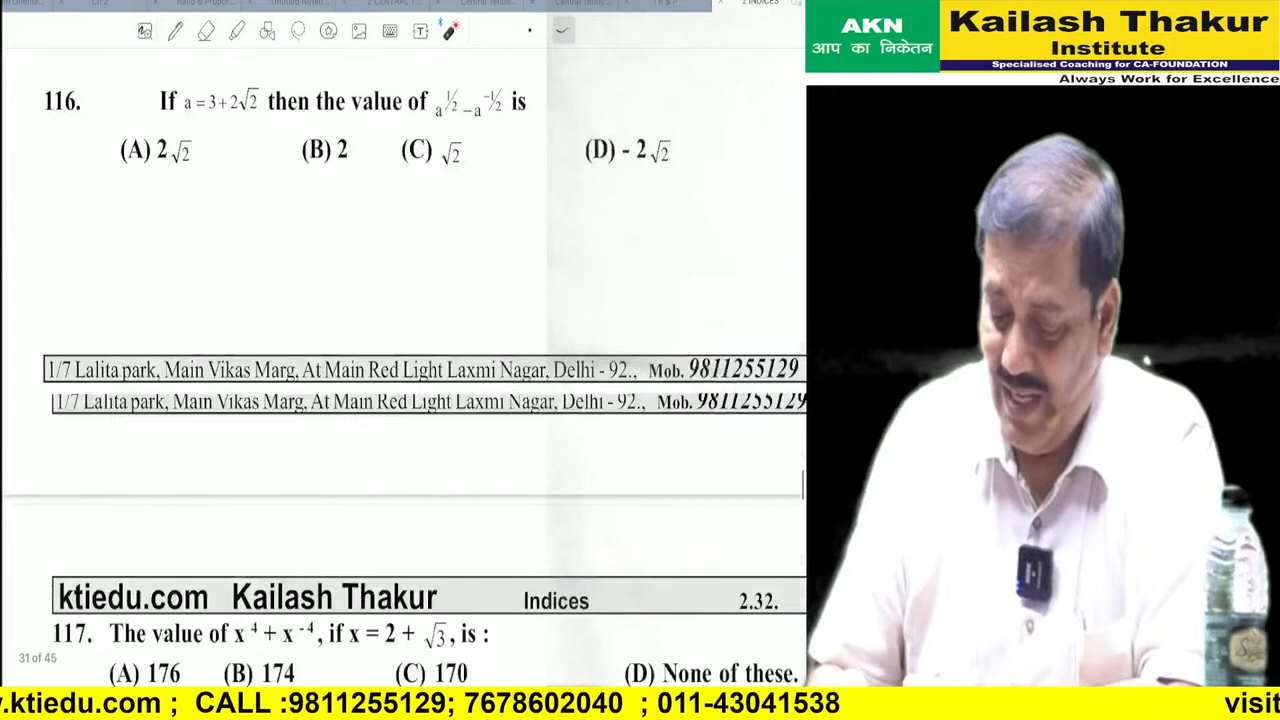 2 INDICES
AKN
आप का निकेतन
Kailash Thakur
Institute
Specialised Coaching for CA-FOUNDATION
Always Work for Excellence
116. If a = 3 + 2√2 then the value of a^½ – a^-½ is
(A) 2√2 (B) 2 (C) √2 (D) - 2√2
1/7 Lalita park, Main Vikas Marg, At Main Red Light Laxmi Nagar, Delhi - 92., Mob. 9811255129
1/7 Lalita park, Main Vikas Marg, At Main Red Light Laxmi Nagar, Delhi - 92., Mob. 9811255129
ktiedu.com Kailash Thakur Indices 2.32.
117. The value of x⁴ + x⁻⁴, if x = 2 + √3, is :
31 of 45
(A) 176 (B) 174 (C) 170 (D) None of these.
.ktiedu.com ; CALL :9811255129; 7678602040 ; 011-43041538 visit